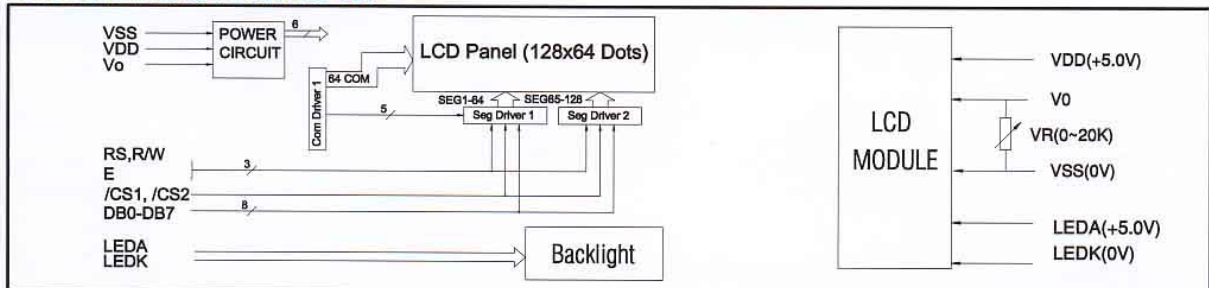 VSS
VDD
Vo
POWER
CIRCUIT
6
LCD Panel (128x64 Dots)
64 COM
Com Driver 1
5
SEG1-64
SEG65-128
Seg Driver 1
Seg Driver 2
RS,R/W
E
3
/CS1, /CS2
DB0-DB7
8
LEDA
LEDK
Backlight
LCD
MODULE
VDD(+5.0V)
V0
VR(0~20K)
VSS(0V)
LEDA(+5.0V)
LEDK(0V)